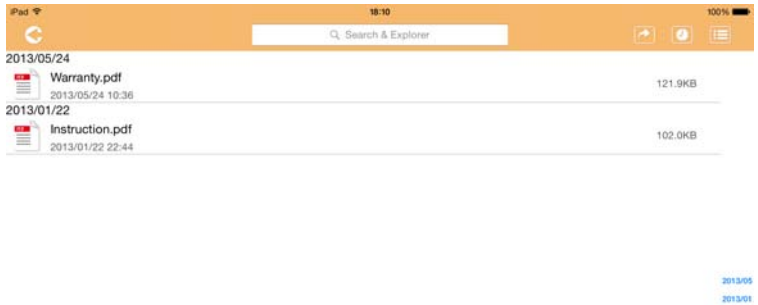 iPad 18:10 100%
Search & Explorer
2013/05/24
Warranty.pdf 121.9KB
2013/05/24 10:36
2013/01/22
Instruction.pdf 102.0KB
2013/01/22 22:44
2013/05
2013/01